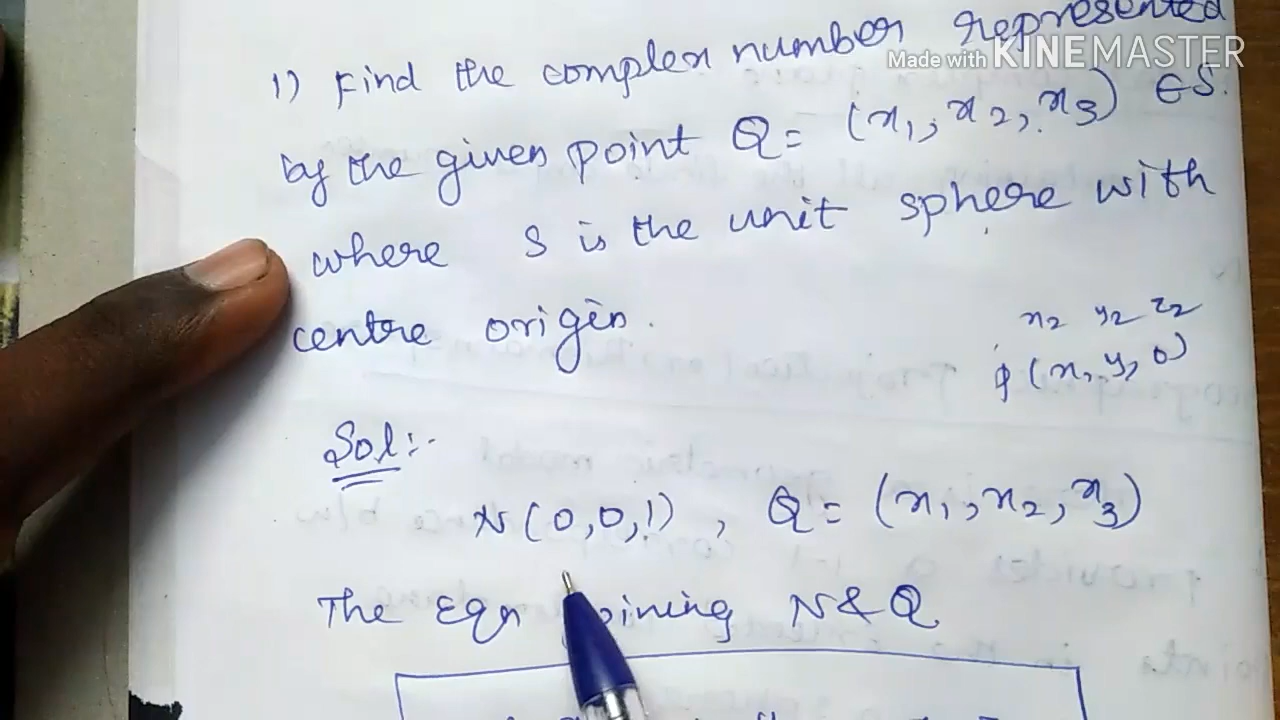 Made with KINEMASTER
1) Find the complex number represented
by the given point Q = (x₁, x₂, x₃) ∈ S.
where S is the unit sphere with
centre origin.
x₂ y₂ z₂
(x, y, 0)
Sol:-
N (0,0,1), Q = (x₁, x₂, x₃)
The Eqn joining N & Q